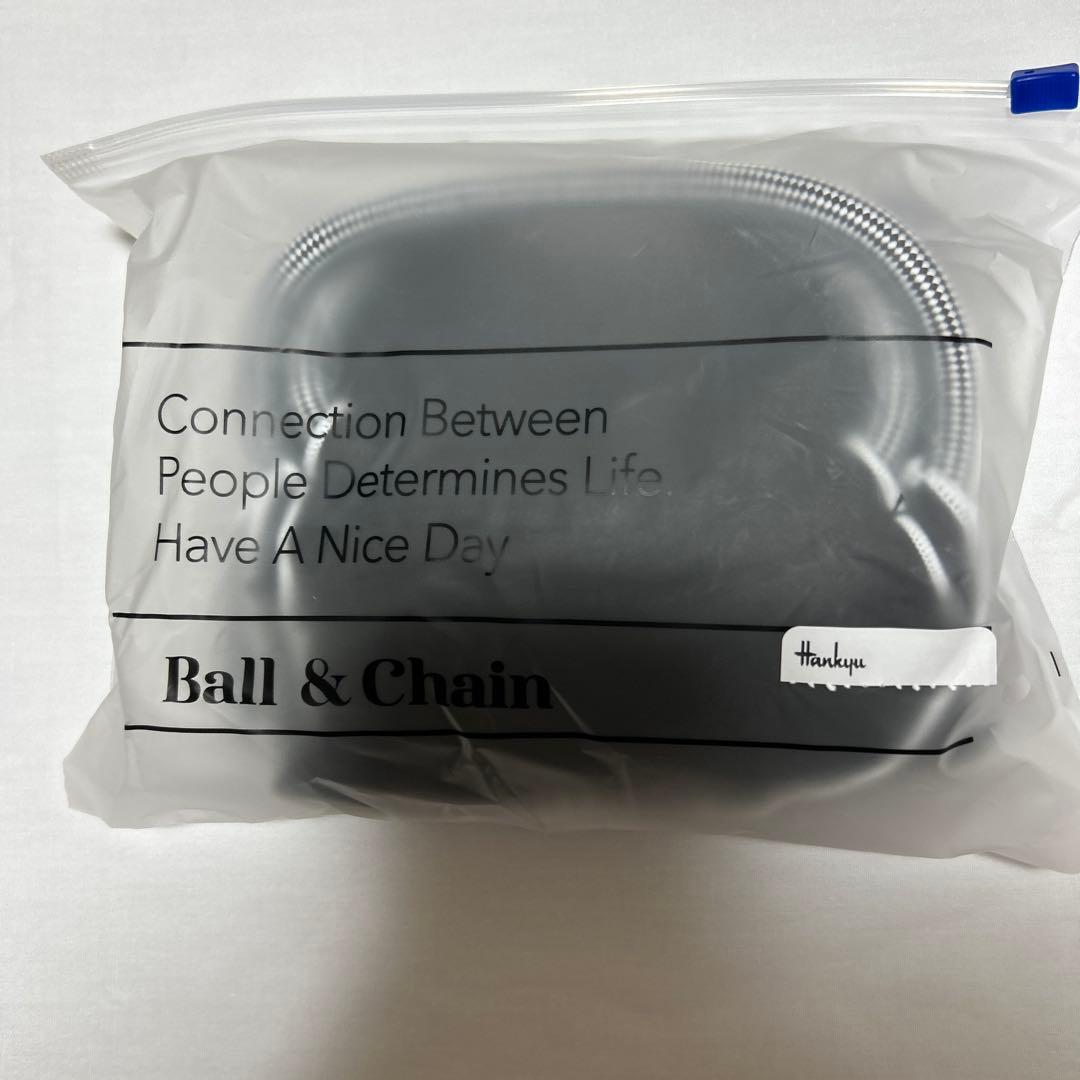 Connection Between
People Determines Life.
Have A Nice Day
Ball & Chain
Hankyu